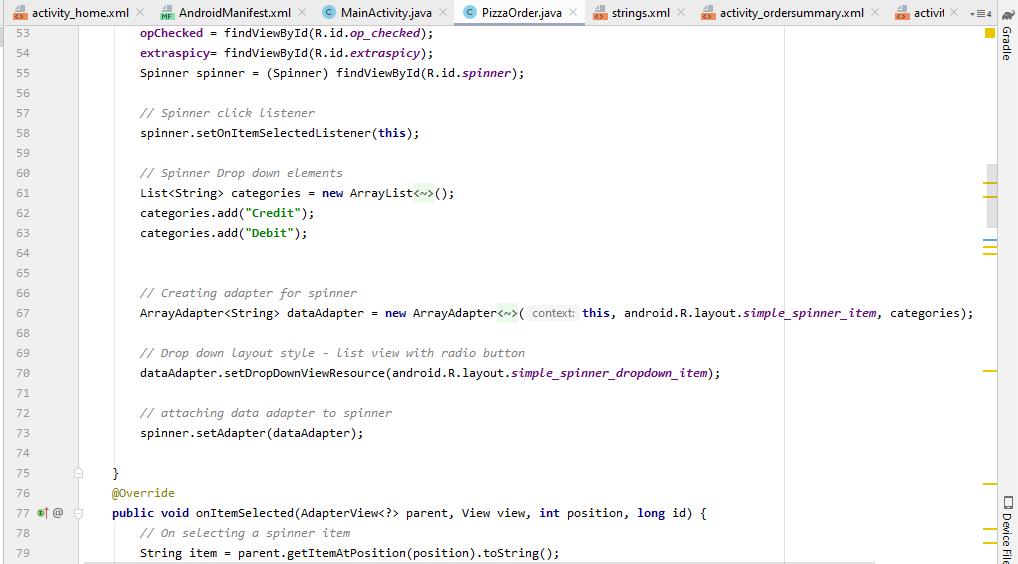 activity_home.xml AndroidManifest.xml MainActivity.java PizzaOrder.java strings.xml activity_ordersummary.xml activit 4
53 opChecked = findViewById(R.id.op_checked);
54 extraspicy= findViewById(R.id.extraspicy);
55 Spinner spinner = (Spinner) findViewById(R.id.spinner);
56
57 // Spinner click listener
58 spinner.setOnItemSelectedListener(this);
59
60 // Spinner Drop down elements
61 List<String> categories = new ArrayList<~>();
62 categories.add("Credit");
63 categories.add("Debit");
64
65
66 // Creating adapter for spinner
67 ArrayAdapter<String> dataAdapter = new ArrayAdapter<~>( context: this, android.R.layout.simple_spinner_item, categories);
68
69 // Drop down layout style - list view with radio button
70 dataAdapter.setDropDownViewResource(android.R.layout.simple_spinner_dropdown_item);
71
72 // attaching data adapter to spinner
73 spinner.setAdapter(dataAdapter);
74
75 }
76 @Override
77 @ public void onItemSelected(AdapterView<?> parent, View view, int position, long id) {
78 // On selecting a spinner item
79 String item = parent.getItemAtPosition(position).toString();
Gradle
Device File